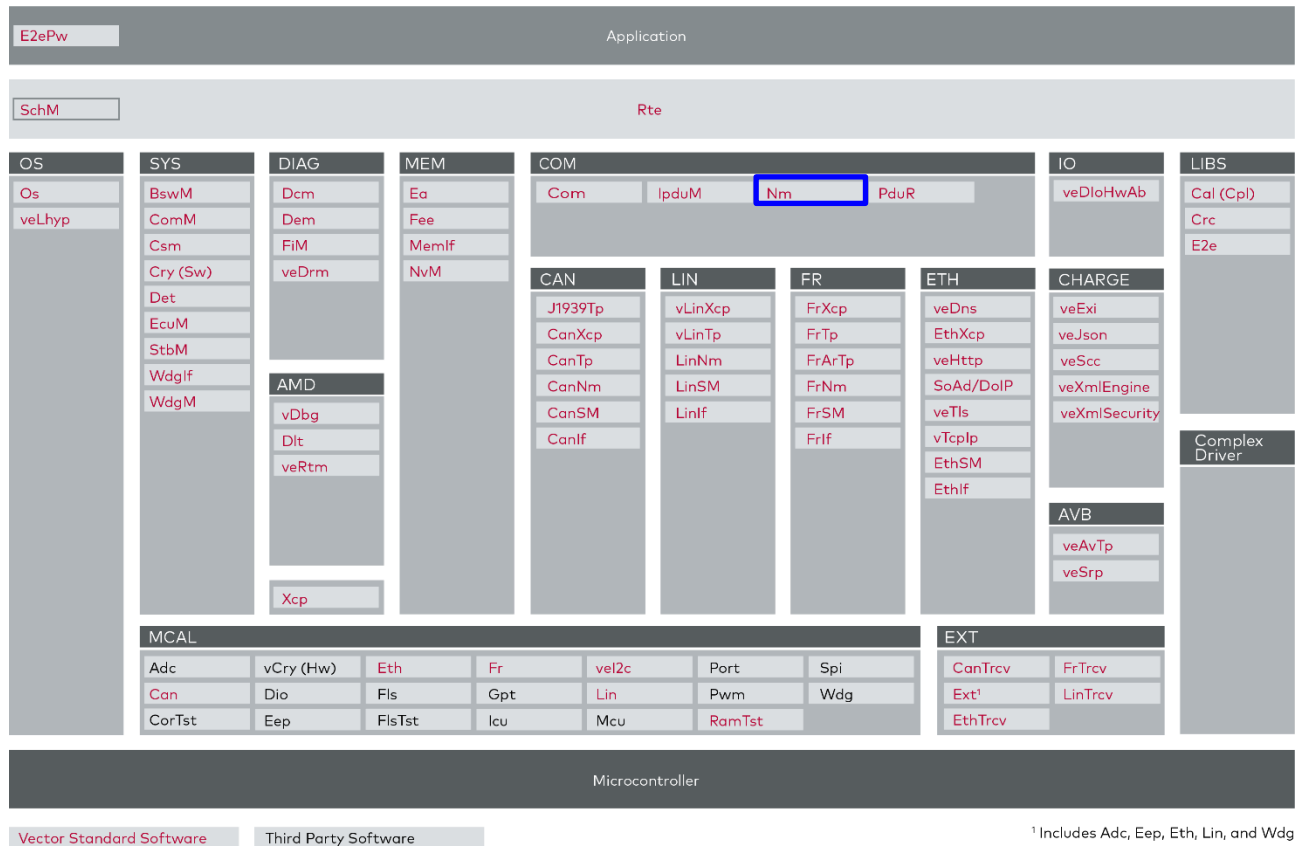 E2ePw
Application
SchM
Rte
OS
Os
veLhyp
SYS
BswM
ComM
Csm
Cry (Sw)
Det
EcuM
StbM
WdgIf
WdgM
DIAG
Dcm
Dem
FiM
veDrm
AMD
vDbg
Dlt
veRtm
Xcp
MEM
Ea
Fee
MemIf
NvM
COM
Com IpduM Nm PduR
CAN
J1939Tp
CanXcp
CanTp
CanNm
CanSM
CanIf
LIN
vLinXcp
vLinTp
LinNm
LinSM
LinIf
FR
FrXcp
FrTp
FrArTp
FrNm
FrSM
FrIf
ETH
veDns
EthXcp
veHttp
SoAd/DoIP
veTls
vTcpIp
EthSM
EthIf
IO
veDIoHwAb
CHARGE
veExi
veJson
veScc
veXmlEngine
veXmlSecurity
AVB
veAvTp
veSrp
LIBS
Cal (Cpl)
Crc
E2e
Complex
Driver
MCAL
Adc vCry (Hw) Eth Fr veI2c Port Spi
Can Dio Fls Gpt Lin Pwm Wdg
CorTst Eep FlsTst Icu Mcu RamTst
EXT
CanTrcv FrTrcv
Ext¹ LinTrcv
EthTrcv
Microcontroller
Vector Standard Software
Third Party Software
¹ Includes Adc, Eep, Eth, Lin, and Wdg